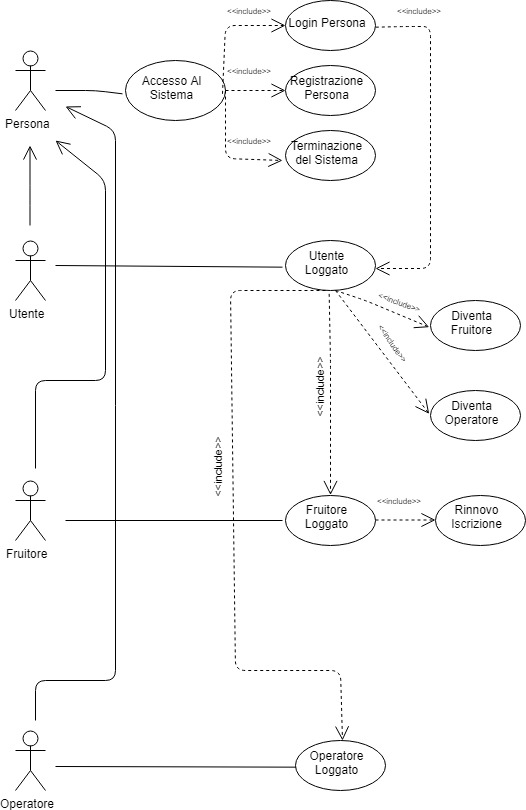 <<include>>
<<include>>
Login Persona
Persona
Accesso Al
Sistema
<<include>>
Registrazione
Persona
<<include>>
Terminazione
del Sistema
Utente
Utente
Loggato
<<include>>
Diventa
Fruitore
<<include>>
Diventa
Operatore
<<include>>
<<include>>
Fruitore
Fruitore
Loggato
<<include>>
Rinnovo
Iscrizione
Operatore
Operatore
Loggato